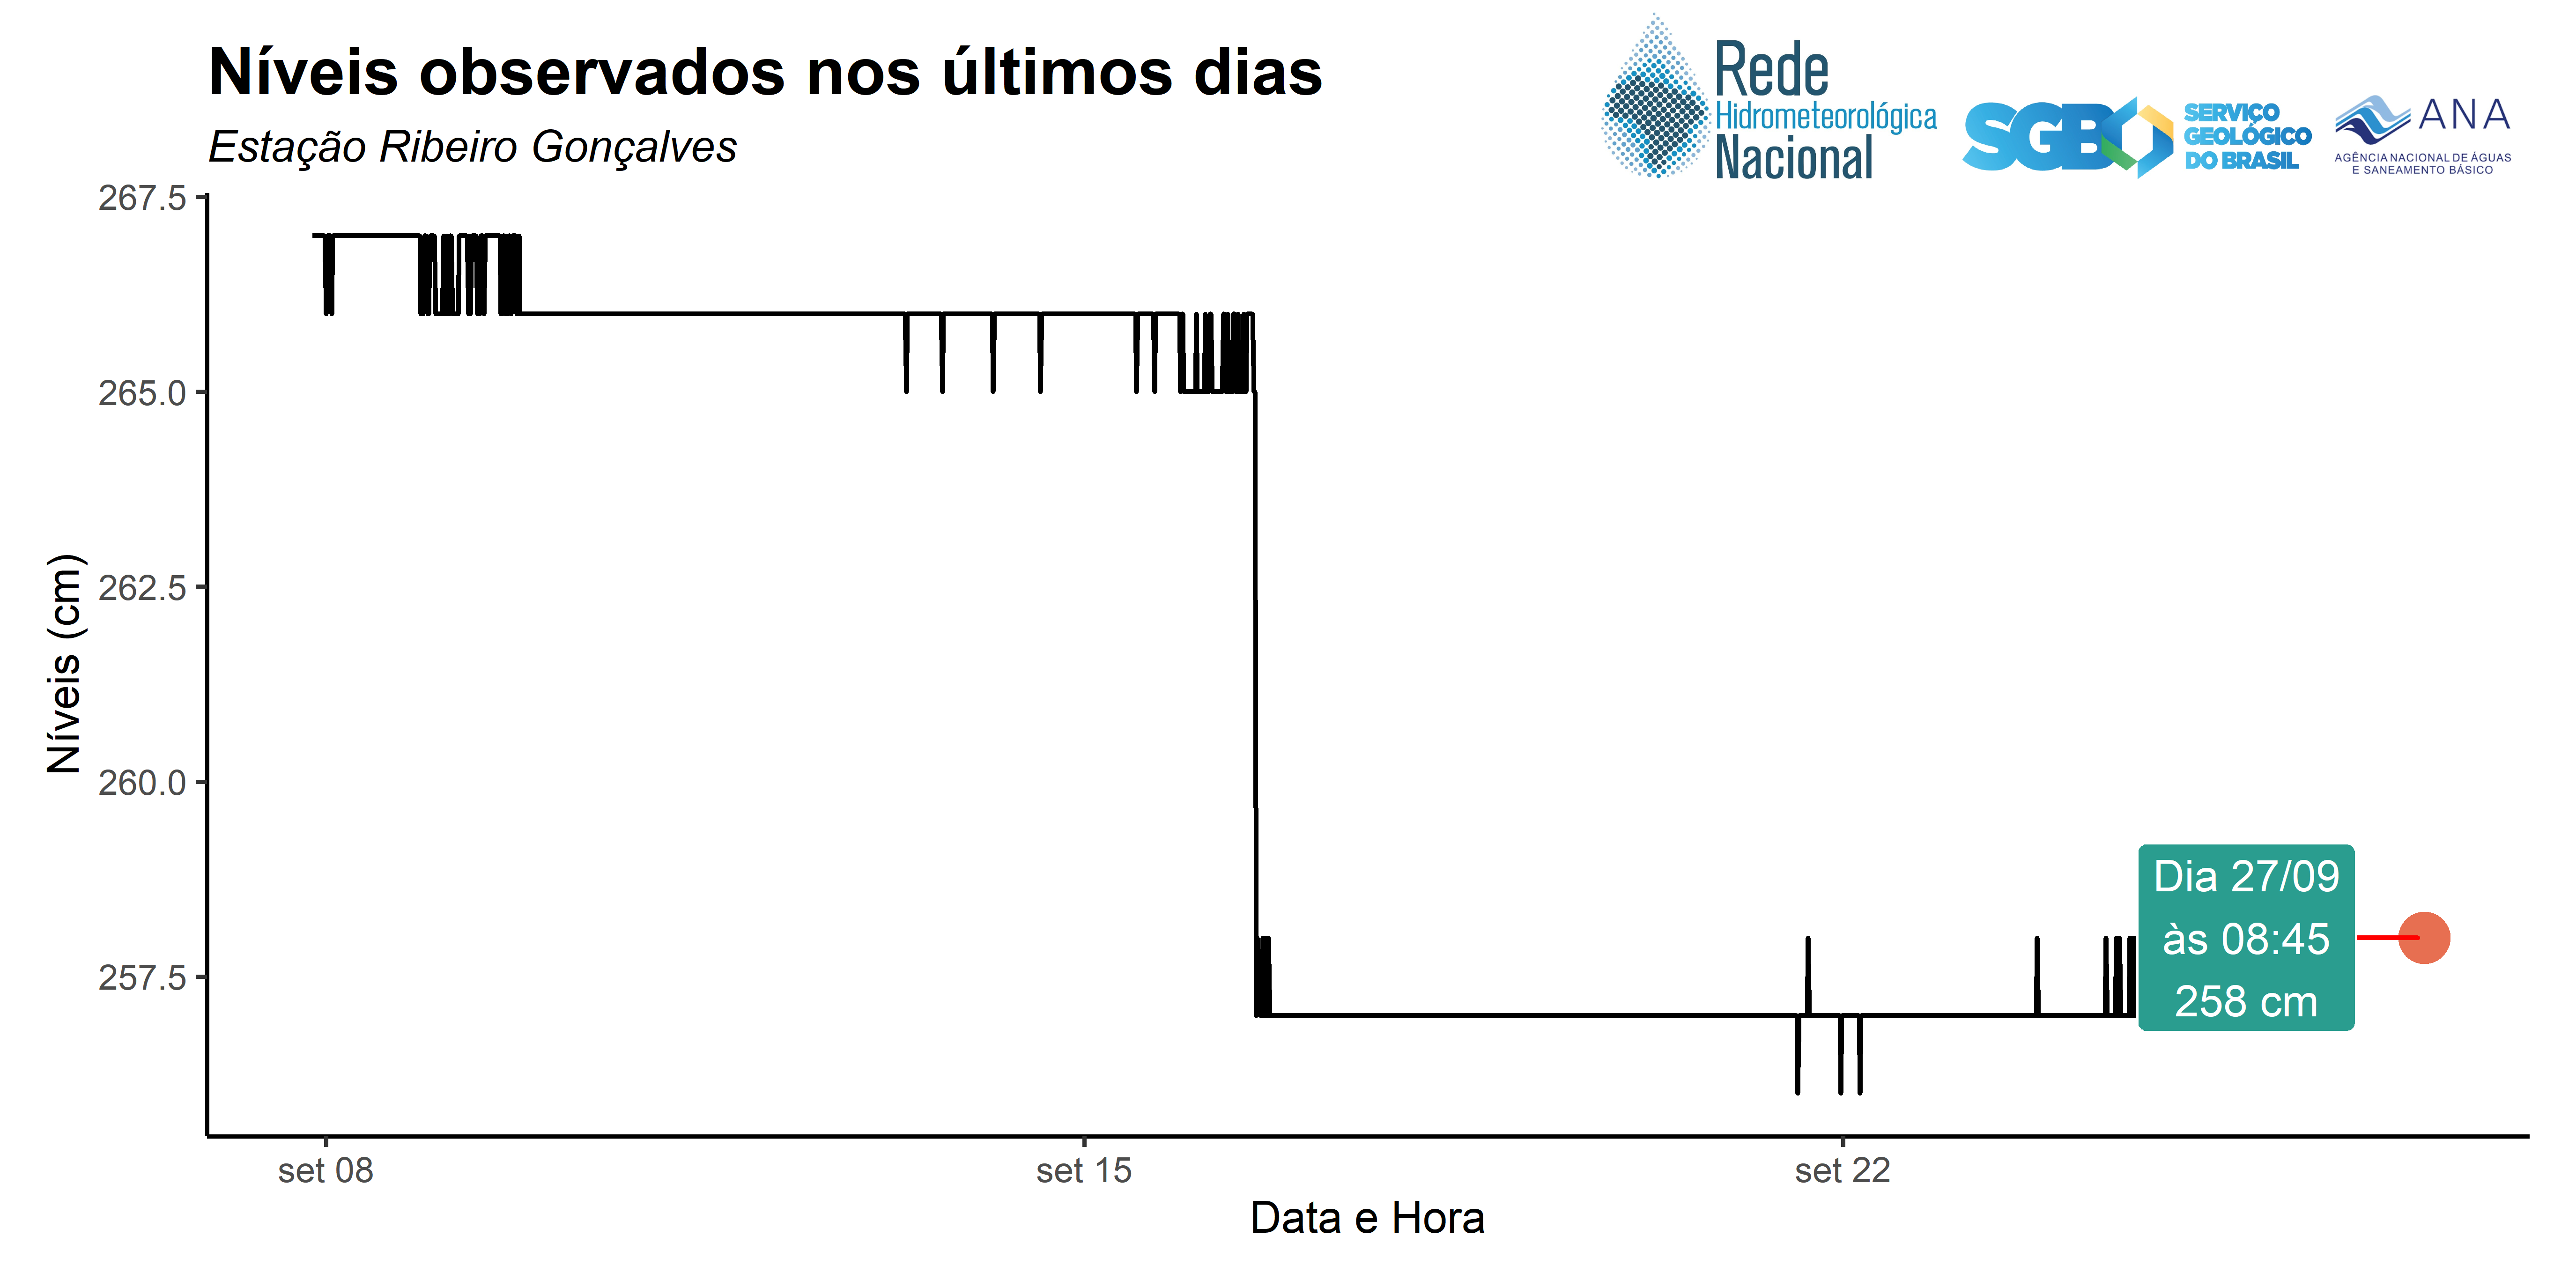 Níveis observados nos últimos dias
Estação Ribeiro Gonçalves
Rede
Hidrometeorológica
Nacional
SGB
SERVIÇO
GEOLÓGICO
DO BRASIL
ANA
AGÊNCIA NACIONAL DE ÁGUAS
E SANEAMENTO BÁSICO
Níveis (cm)
267.5
265.0
262.5
260.0
257.5
Dia 27/09
às 08:45
258 cm
set 08
set 15
set 22
Data e Hora